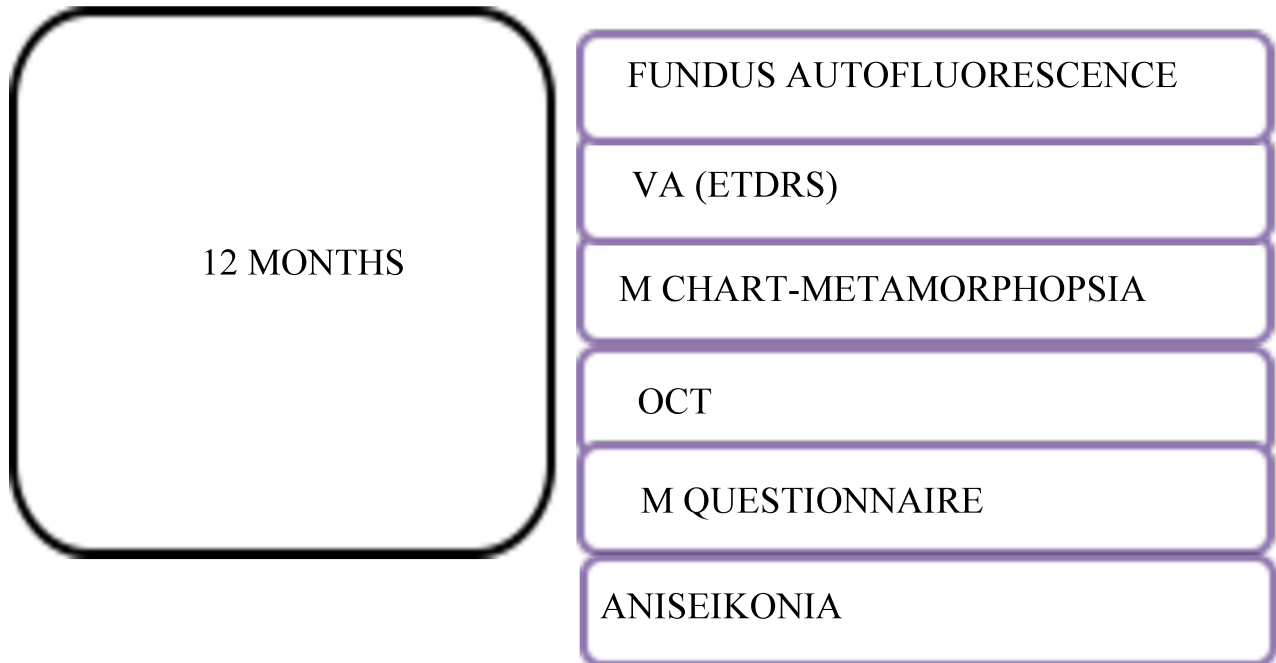 12 MONTHS
FUNDUS AUTOFLUORESCENCE
VA (ETDRS)
M CHART-METAMORPHOPSIA
OCT
M QUESTIONNAIRE
ANISEIKONIA